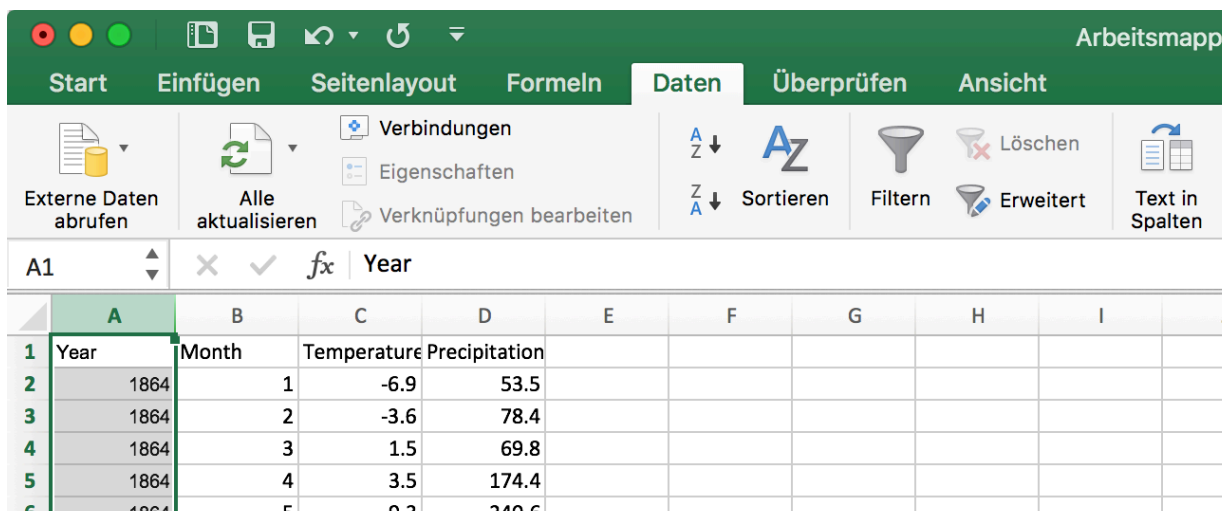 Arbeitsmapp
Start Einfügen Seitenlayout Formeln Daten Überprüfen Ansicht
Externe Daten abrufen
Alle aktualisieren
Verbindungen
Eigenschaften
Verknüpfungen bearbeiten
A Z
Z A
AZ
Sortieren
Filtern
Löschen
Erweitert
Text in Spalten
A1 fx Year
A B C D E F G H I
1 Year Month Temperature Precipitation
2 1864 1 -6.9 53.5
3 1864 2 -3.6 78.4
4 1864 3 1.5 69.8
5 1864 4 3.5 174.4